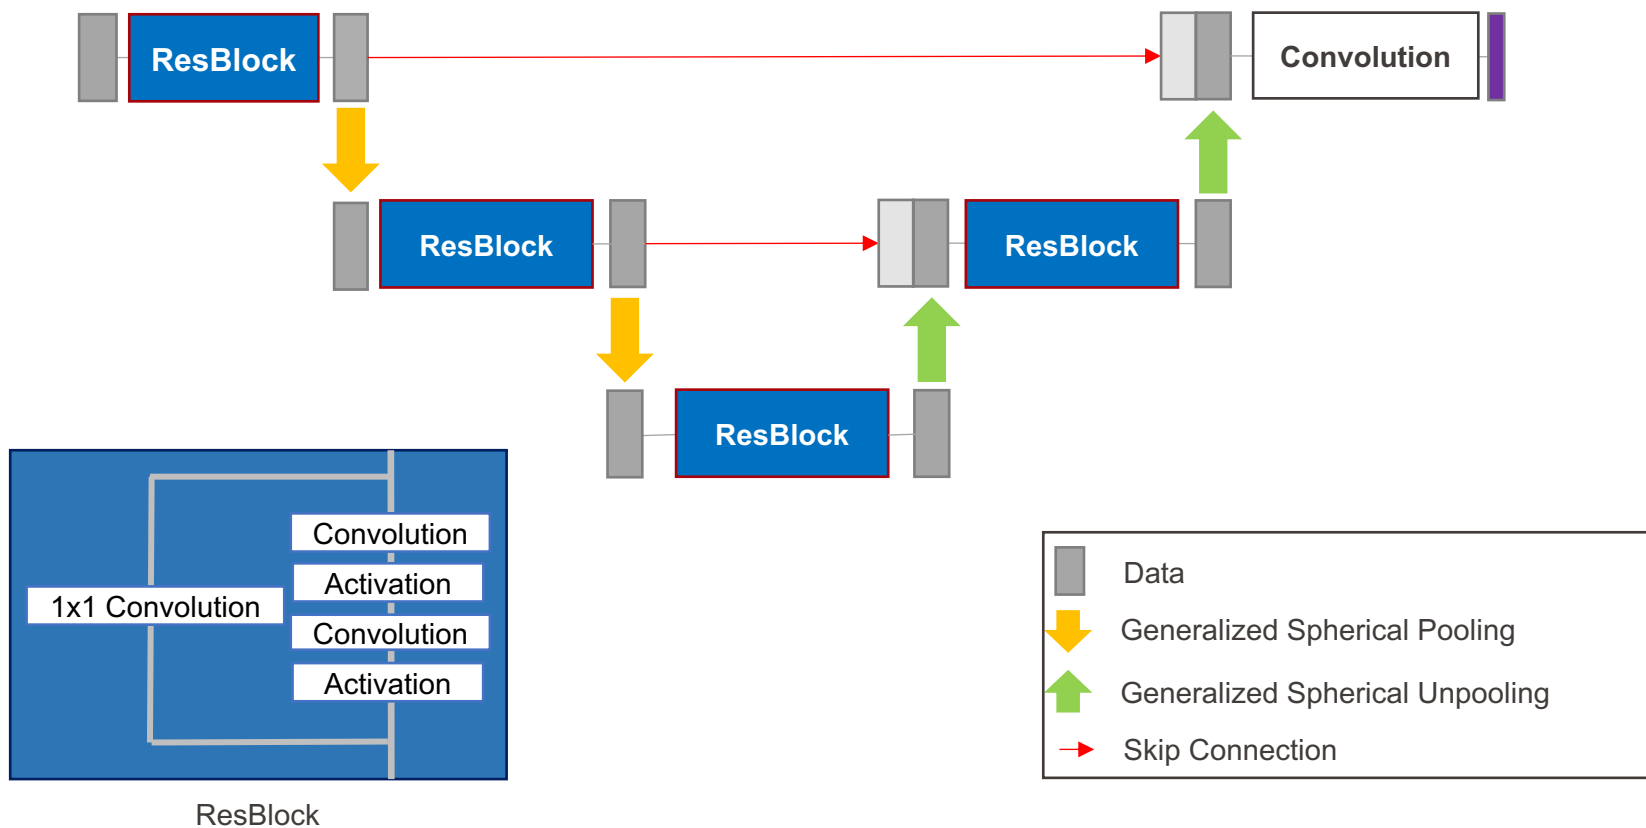 ResBlock
Convolution
ResBlock
ResBlock
ResBlock
Convolution
Activation
1x1 Convolution
Convolution
Activation
ResBlock
Data
Generalized Spherical Pooling
Generalized Spherical Unpooling
Skip Connection